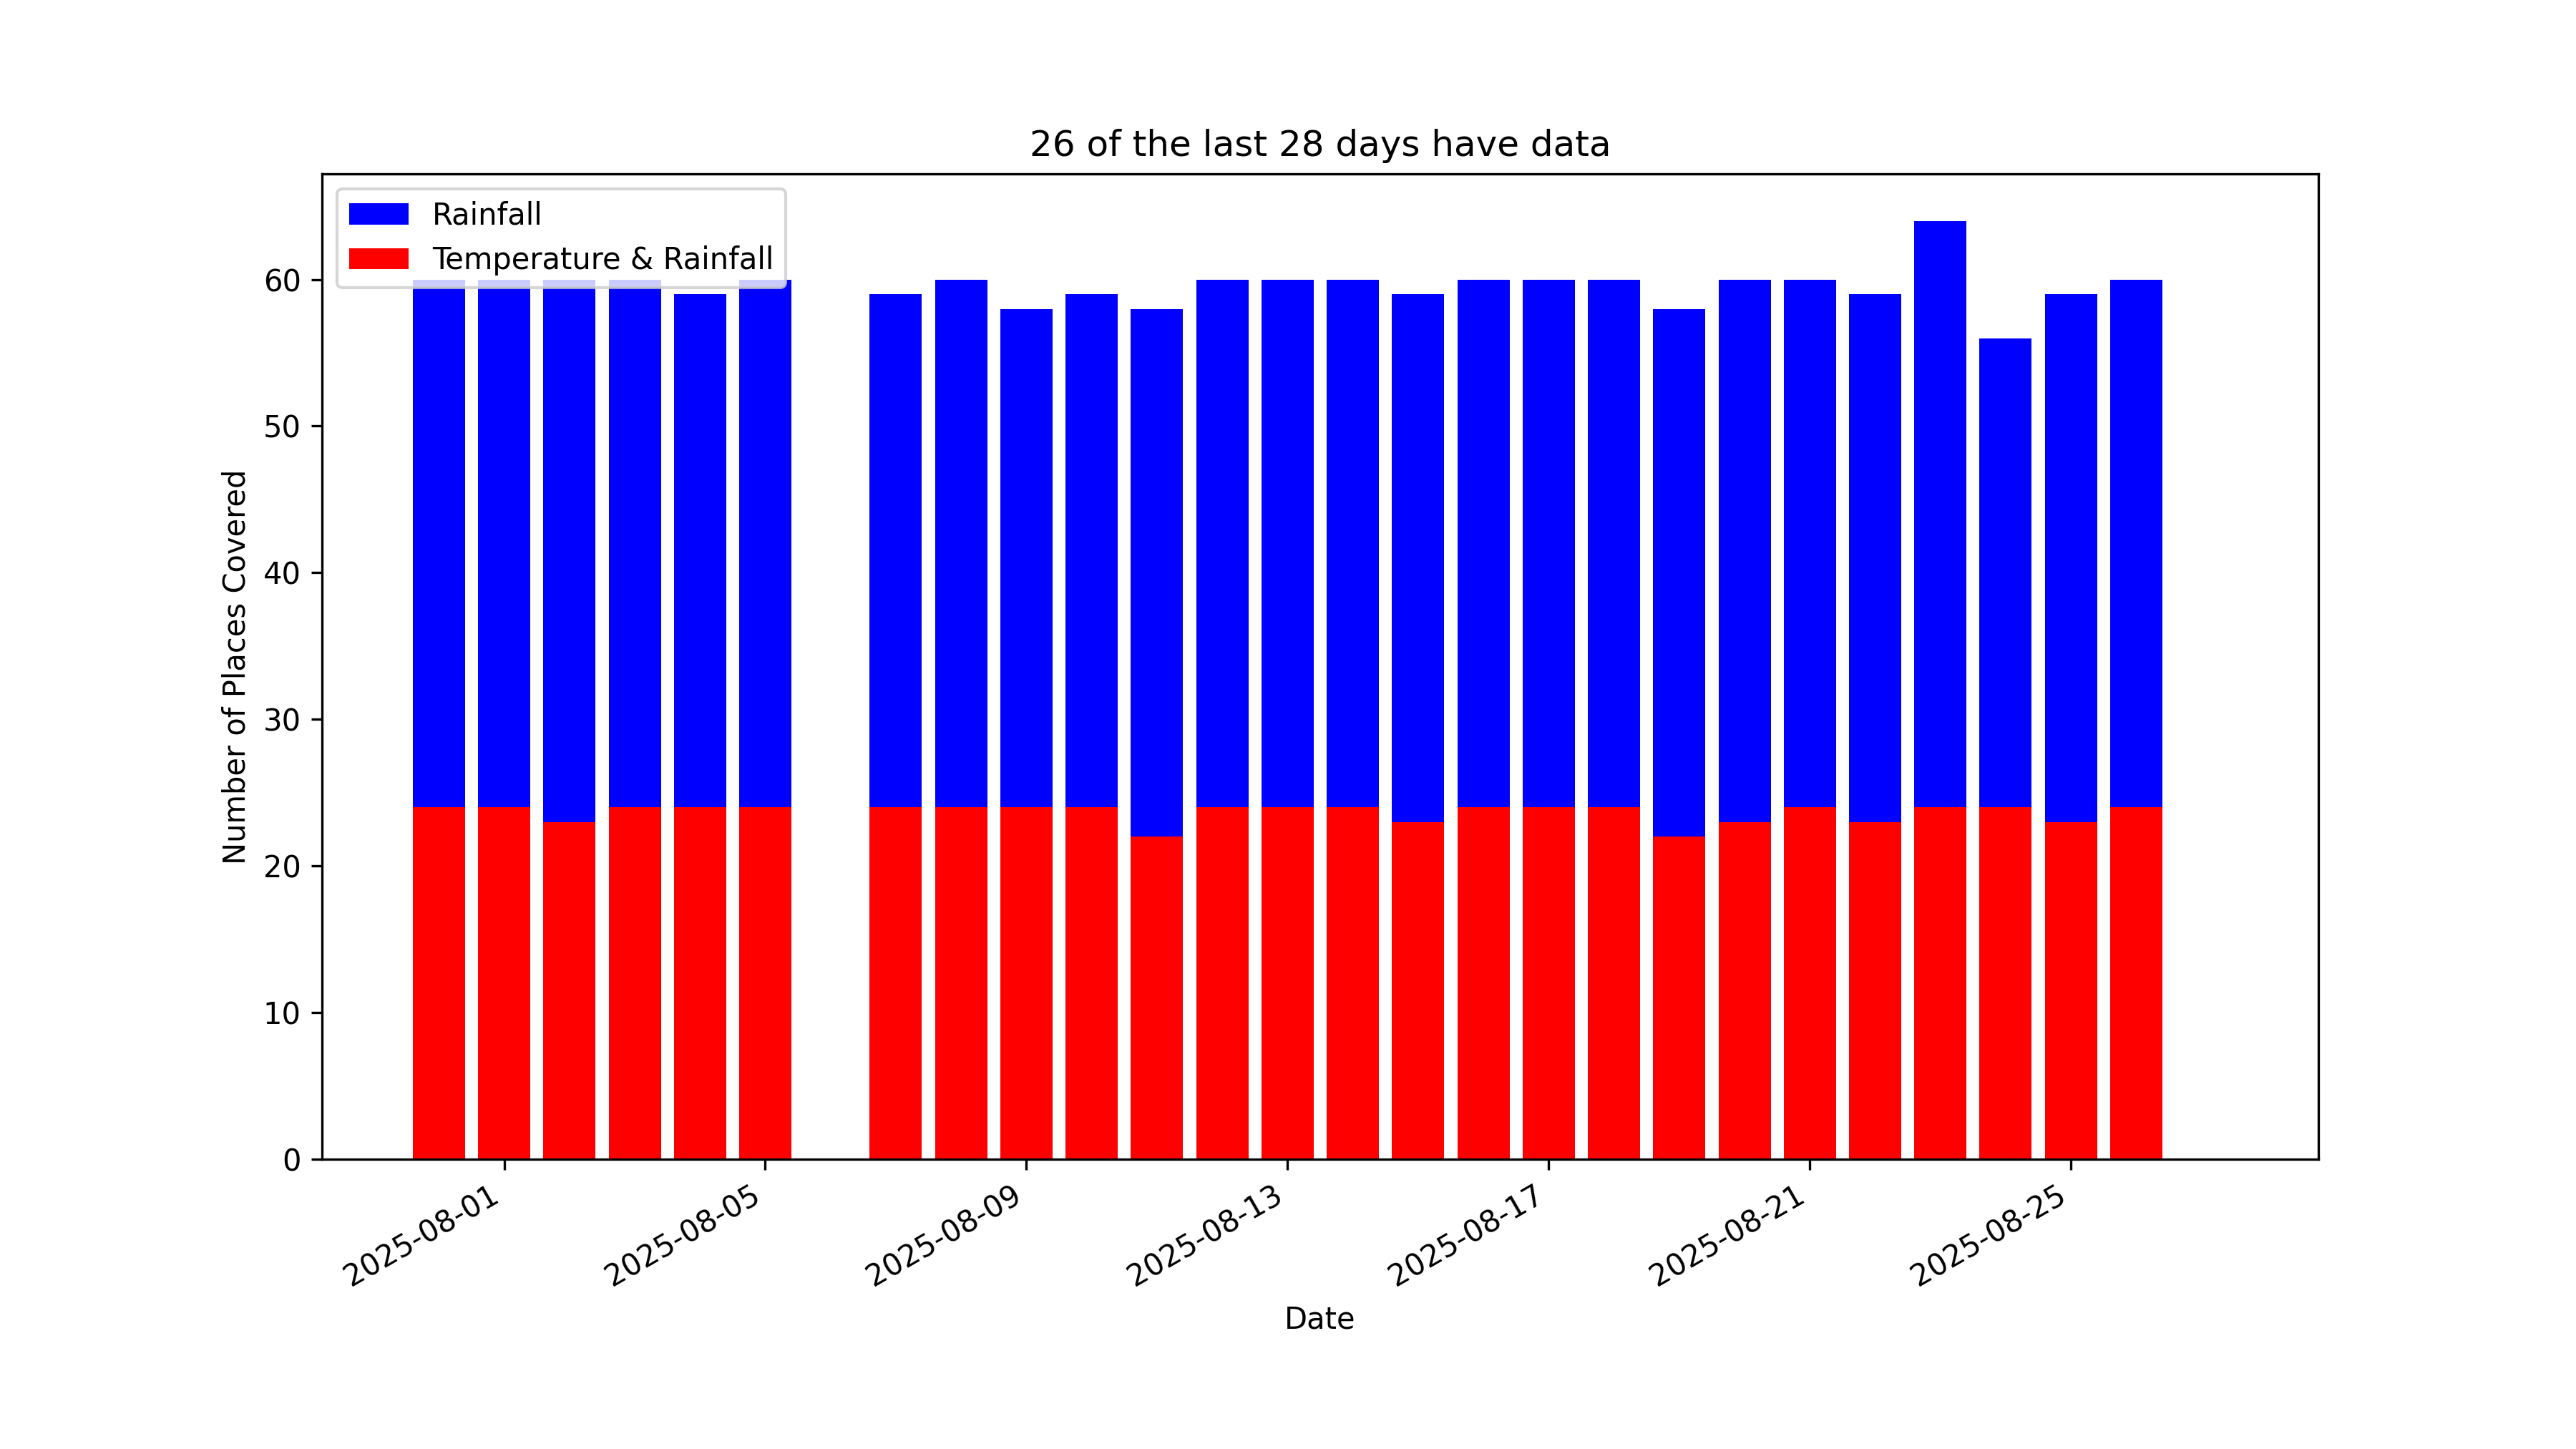 26 of the last 28 days have data
Rainfall
Temperature & Rainfall
Number of Places Covered
60
50
40
30
20
10
0
2025-08-01
2025-08-05
2025-08-09
2025-08-13
2025-08-17
2025-08-21
2025-08-25
Date